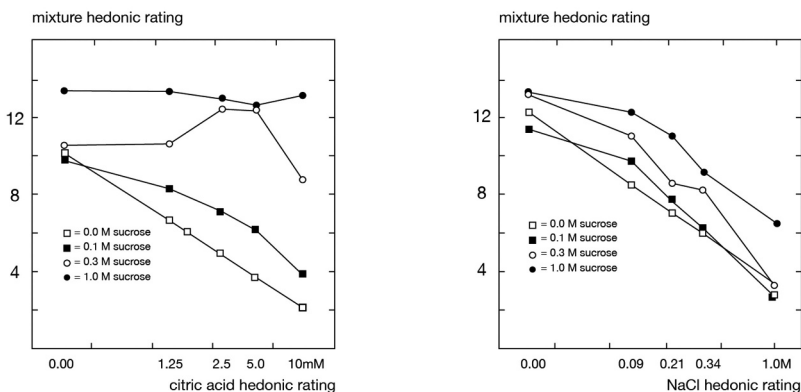 mixture hedonic rating
12
8
4
□ = 0.0 M sucrose
■ = 0.1 M sucrose
○ = 0.3 M sucrose
● = 1.0 M sucrose
0.00 1.25 2.5 5.0 10mM
citric acid hedonic rating
mixture hedonic rating
12
8
4
□ = 0.0 M sucrose
■ = 0.1 M sucrose
○ = 0.3 M sucrose
● = 1.0 M sucrose
0.00 0.09 0.21 0.34 1.0M
NaCl hedonic rating